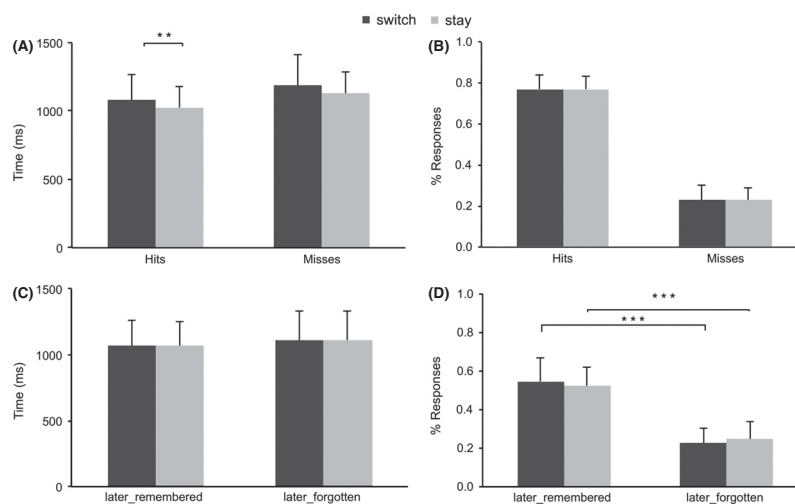 switch stay
(A)
1500
1000
500
0
Time (ms)
* *
Hits Misses
(B)
1.0
0.8
0.6
0.4
0.2
0.0
% Responses
Hits Misses
(C)
1500
1000
500
0
Time (ms)
later_remembered later_forgotten
(D)
1.0
0.8
0.6
0.4
0.2
0.0
% Responses
* * *
* * *
later_remembered later_forgotten